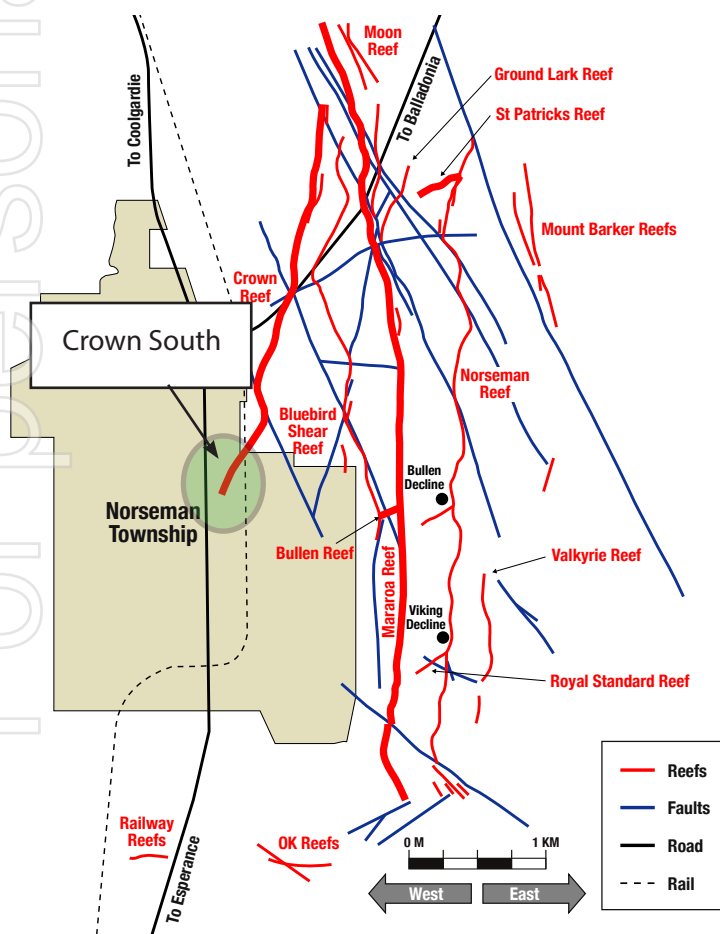 For personal
Moon
Reef
To Coolgardie
To Balladonia
Ground Lark Reef
St Patricks Reef
Mount Barker Reefs
Crown
Reef
Crown South
Norseman
Reef
Bluebird
Shear
Reef
Bullen
Decline
Norseman
Township
Bullen Reef
Mararoa Reef
Valkyrie Reef
Viking
Decline
Royal Standard Reef
Railway
Reefs
OK Reefs
To Esperance
0 M
1 KM
West
East
Reefs
Faults
Road
Rail